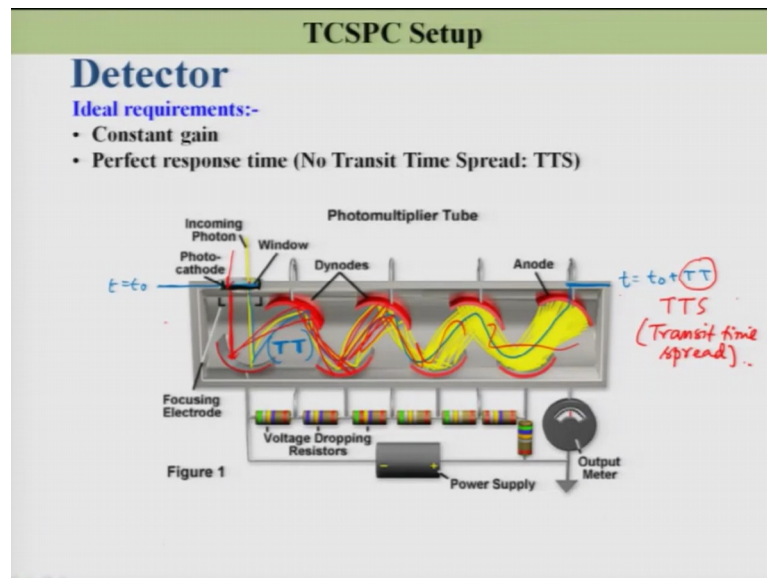 TCSPC Setup
Detector
Ideal requirements:-
• Constant gain
• Perfect response time (No Transit Time Spread: TTS)
Photomultiplier Tube
Incoming
Photon
Window
Photo-
cathode
Dynodes
Anode
t=to
t= to+TT
TTS
(Transit time
spread)..
(TT)
Focusing
Electrode
Voltage Dropping
Resistors
Figure 1
Power Supply
Output
Meter